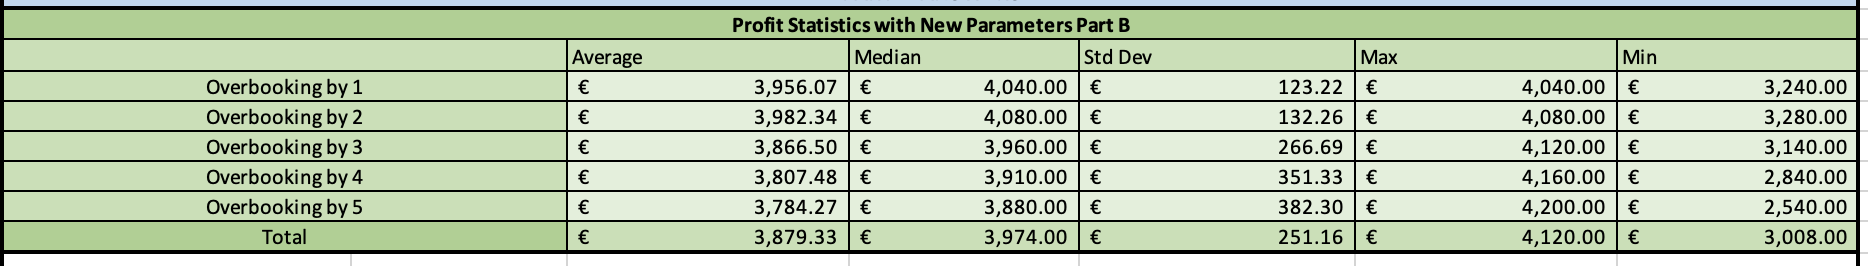 Profit Statistics with New Parameters Part B
Average Median Std Dev Max Min
Overbooking by 1 € 3,956.07 € 4,040.00 € 123.22 € 4,040.00 € 3,240.00
Overbooking by 2 € 3,982.34 € 4,080.00 € 132.26 € 4,080.00 € 3,280.00
Overbooking by 3 € 3,866.50 € 3,960.00 € 266.69 € 4,120.00 € 3,140.00
Overbooking by 4 € 3,807.48 € 3,910.00 € 351.33 € 4,160.00 € 2,840.00
Overbooking by 5 € 3,784.27 € 3,880.00 € 382.30 € 4,200.00 € 2,540.00
Total € 3,879.33 € 3,974.00 € 251.16 € 4,120.00 € 3,008.00